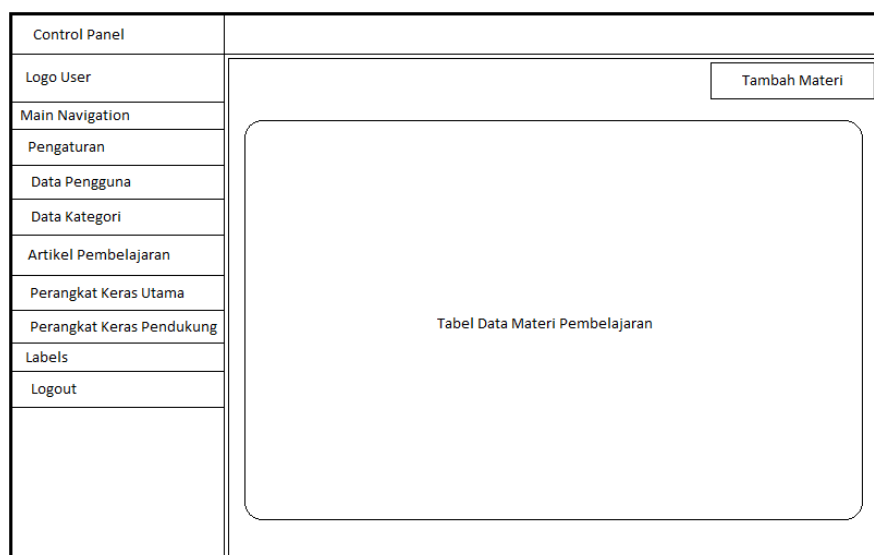 Control Panel
Logo User
Tambah Materi
Main Navigation
Pengaturan
Data Pengguna
Data Kategori
Artikel Pembelajaran
Perangkat Keras Utama
Perangkat Keras Pendukung
Tabel Data Materi Pembelajaran
Labels
Logout